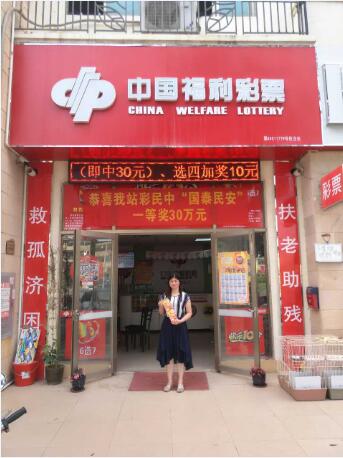 中国福利彩票
CHINA WELFARE LOTTERY
（即中30元）、选四加奖10元
恭喜我站彩民中“国泰民安”
一等奖30万元
救孤济困
扶老助残
彩票